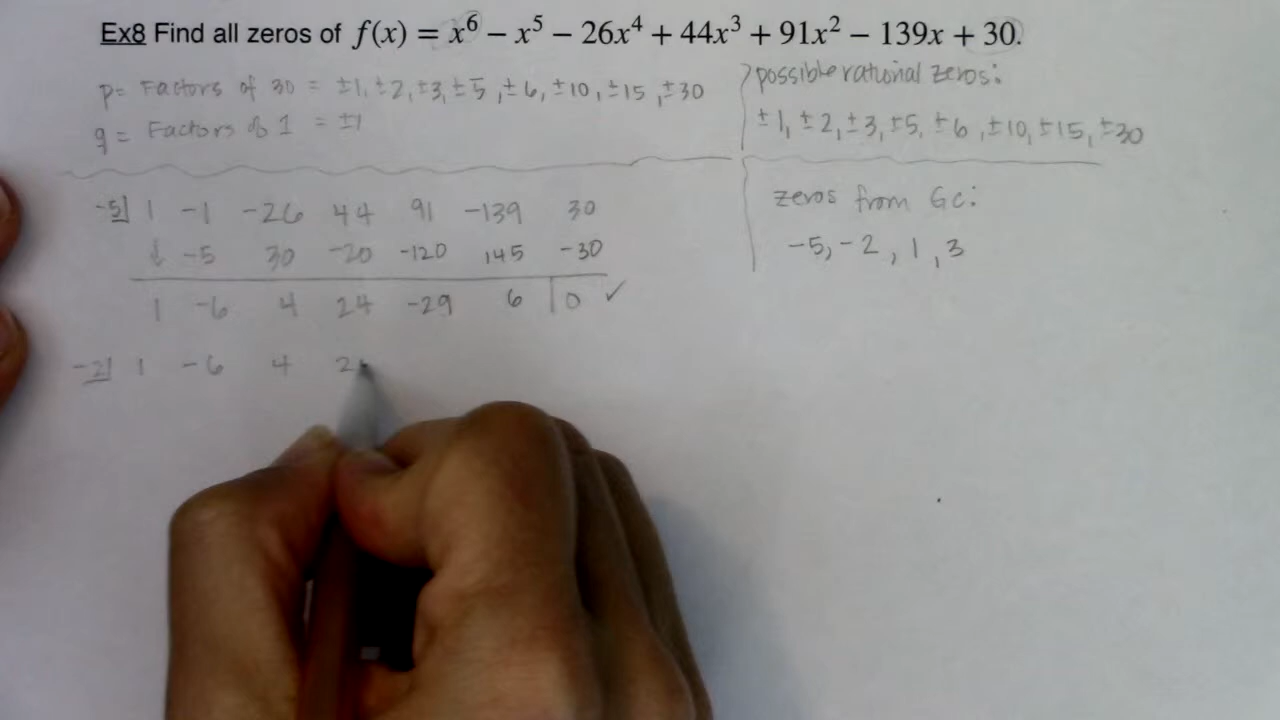 Ex8 Find all zeros of f(x) = x⁶ − x⁵ − 26x⁴ + 44x³ + 91x² − 139x + 30.
p = Factors of 30 = ±1, ±2, ±3, ±5, ±6, ±10, ±15, ±30
q = Factors of 1 = ±1
possible rational zeros:
±1, ±2, ±3, ±5, ±6, ±10, ±15, ±30
-5| 1 -1 -26 44 91 -139 30
↓ -5 30 -20 -120 145 -30
1 -6 4 24 -29 6 |0 ✓
-2| 1 -6 4 2
zeros from GC:
-5, -2, 1, 3